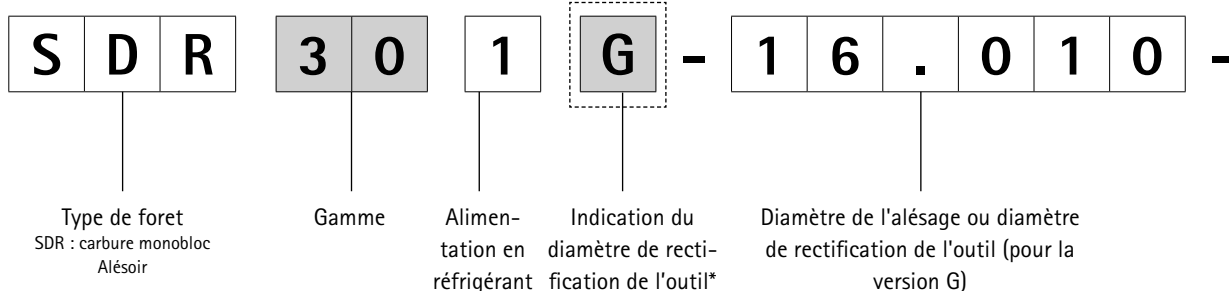 S D R 3 0 1 G - 1 6 . 0 1 0 -
Type de foret
SDR : carbure monobloc
Alésoir
Gamme
Alimen-
tation en
réfrigérant
Indication du
diamètre de recti-
fication de l'outil*
Diamètre de l'alésage ou diamètre
de rectification de l'outil (pour la
version G)